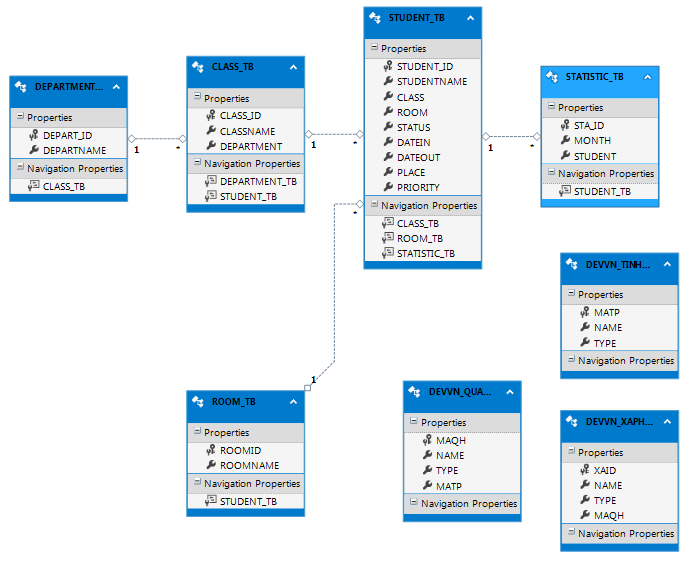 DEPARTMENT...
Properties
DEPART_ID
DEPARTNAME
Navigation Properties
CLASS_TB
1
*
CLASS_TB
Properties
CLASS_ID
CLASSNAME
DEPARTMENT
Navigation Properties
DEPARTMENT_TB
STUDENT_TB
1
*
STUDENT_TB
Properties
STUDENT_ID
STUDENTNAME
CLASS
ROOM
STATUS
DATEIN
DATEOUT
PLACE
PRIORITY
Navigation Properties
CLASS_TB
ROOM_TB
STATISTIC_TB
1
*
STATISTIC_TB
Properties
STA_ID
MONTH
STUDENT
Navigation Properties
STUDENT_TB
*
1
ROOM_TB
Properties
ROOMID
ROOMNAME
Navigation Properties
STUDENT_TB
DEVVN_QUA...
Properties
MAQH
NAME
TYPE
MATP
Navigation Properties
DEVVN_TINH...
Properties
MATP
NAME
TYPE
Navigation Properties
DEVVN_XAPH...
Properties
XAID
NAME
TYPE
MAQH
Navigation Properties